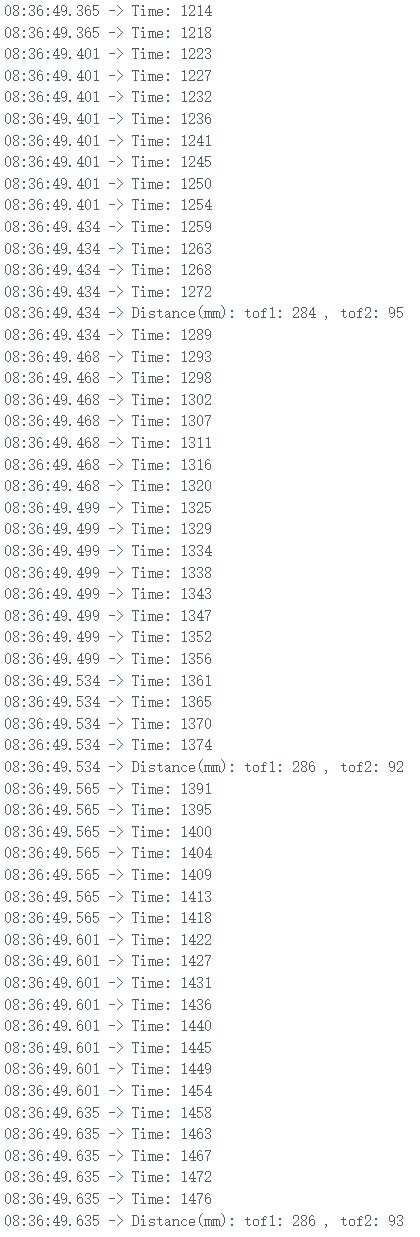 08:36:49.365 -> Time: 1214
08:36:49.365 -> Time: 1218
08:36:49.401 -> Time: 1223
08:36:49.401 -> Time: 1227
08:36:49.401 -> Time: 1232
08:36:49.401 -> Time: 1236
08:36:49.401 -> Time: 1241
08:36:49.401 -> Time: 1245
08:36:49.401 -> Time: 1250
08:36:49.401 -> Time: 1254
08:36:49.434 -> Time: 1259
08:36:49.434 -> Time: 1263
08:36:49.434 -> Time: 1268
08:36:49.434 -> Time: 1272
08:36:49.434 -> Distance(mm): tof1: 284 , tof2: 95
08:36:49.434 -> Time: 1289
08:36:49.468 -> Time: 1293
08:36:49.468 -> Time: 1298
08:36:49.468 -> Time: 1302
08:36:49.468 -> Time: 1307
08:36:49.468 -> Time: 1311
08:36:49.468 -> Time: 1316
08:36:49.468 -> Time: 1320
08:36:49.499 -> Time: 1325
08:36:49.499 -> Time: 1329
08:36:49.499 -> Time: 1334
08:36:49.499 -> Time: 1338
08:36:49.499 -> Time: 1343
08:36:49.499 -> Time: 1347
08:36:49.499 -> Time: 1352
08:36:49.499 -> Time: 1356
08:36:49.534 -> Time: 1361
08:36:49.534 -> Time: 1365
08:36:49.534 -> Time: 1370
08:36:49.534 -> Time: 1374
08:36:49.534 -> Distance(mm): tof1: 286 , tof2: 92
08:36:49.565 -> Time: 1391
08:36:49.565 -> Time: 1395
08:36:49.565 -> Time: 1400
08:36:49.565 -> Time: 1404
08:36:49.565 -> Time: 1409
08:36:49.565 -> Time: 1413
08:36:49.565 -> Time: 1418
08:36:49.601 -> Time: 1422
08:36:49.601 -> Time: 1427
08:36:49.601 -> Time: 1431
08:36:49.601 -> Time: 1436
08:36:49.601 -> Time: 1440
08:36:49.601 -> Time: 1445
08:36:49.601 -> Time: 1449
08:36:49.601 -> Time: 1454
08:36:49.635 -> Time: 1458
08:36:49.635 -> Time: 1463
08:36:49.635 -> Time: 1467
08:36:49.635 -> Time: 1472
08:36:49.635 -> Time: 1476
08:36:49.635 -> Distance(mm): tof1: 286 , tof2: 93